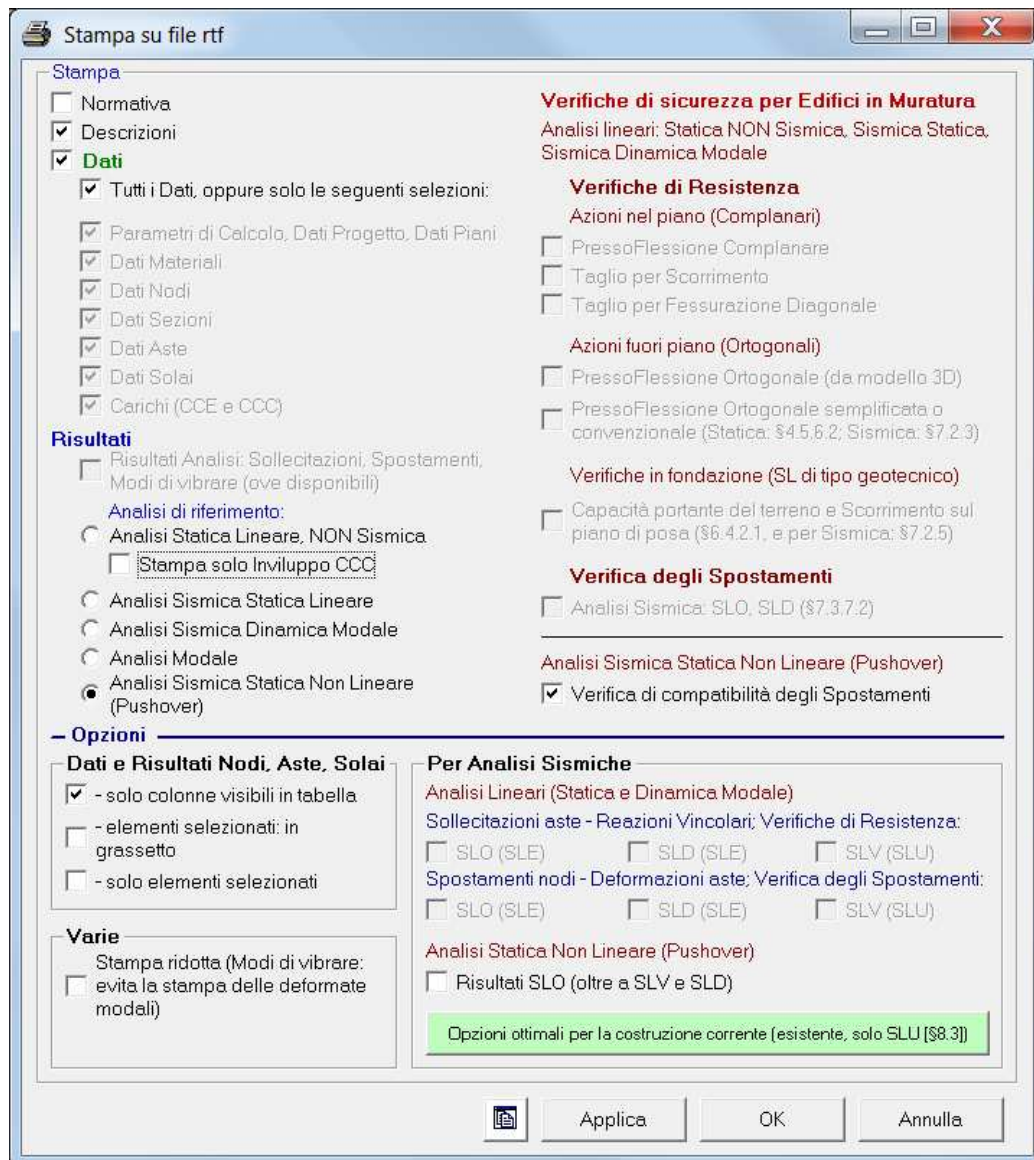 Stampa su file rtf
Stampa
Normativa
Descrizioni
Dati
Tutti i Dati, oppure solo le seguenti selezioni:
Parametri di Calcolo, Dati Progetto, Dati Piani
Dati Materiali
Dati Nodi
Dati Sezioni
Dati Aste
Dati Solai
Carichi (CCE e CCC)
Risultati
Risultati Analisi: Sollecitazioni, Spostamenti,
Modi di vibrare (ove disponibili)
Analisi di riferimento:
Analisi Statica Lineare, NON Sismica
Stampa solo Inviluppo CCC
Analisi Sismica Statica Lineare
Analisi Sismica Dinamica Modale
Analisi Modale
Analisi Sismica Statica Non Lineare
(Pushover)
Verifiche di sicurezza per Edifici in Muratura
Analisi lineari: Statica NON Sismica, Sismica Statica,
Sismica Dinamica Modale
Verifiche di Resistenza
Azioni nel piano (Complanari)
PressoFlessione Complanare
Taglio per Scorrimento
Taglio per Fessurazione Diagonale
Azioni fuori piano (Ortogonali)
PressoFlessione Ortogonale (da modello 3D)
PressoFlessione Ortogonale semplificata o
convenzionale (Statica: §4.5.6.2; Sismica: §7.2.3)
Verifiche in fondazione (SL di tipo geotecnico)
Capacità portante del terreno e Scorrimento sul
piano di posa (§6.4.2.1, e per Sismica: §7.2.5)
Verifica degli Spostamenti
Analisi Sismica: SLO, SLD (§7.3.7.2)
Analisi Sismica Statica Non Lineare (Pushover)
Verifica di compatibilità degli Spostamenti
– Opzioni
Dati e Risultati Nodi, Aste, Solai
- solo colonne visibili in tabella
- elementi selezionati: in
grassetto
- solo elementi selezionati
Varie
Stampa ridotta (Modi di vibrare:
evita la stampa delle deformate
modali)
Per Analisi Sismiche
Analisi Lineari (Statica e Dinamica Modale)
Sollecitazioni aste - Reazioni Vincolari; Verifiche di Resistenza:
SLO (SLE) SLD (SLE) SLV (SLU)
Spostamenti nodi - Deformazioni aste; Verifica degli Spostamenti:
SLO (SLE) SLD (SLE) SLV (SLU)
Analisi Statica Non Lineare (Pushover)
Risultati SLO (oltre a SLV e SLD)
Opzioni ottimali per la costruzione corrente (esistente, solo SLU [§8.3])
Applica
OK
Annulla